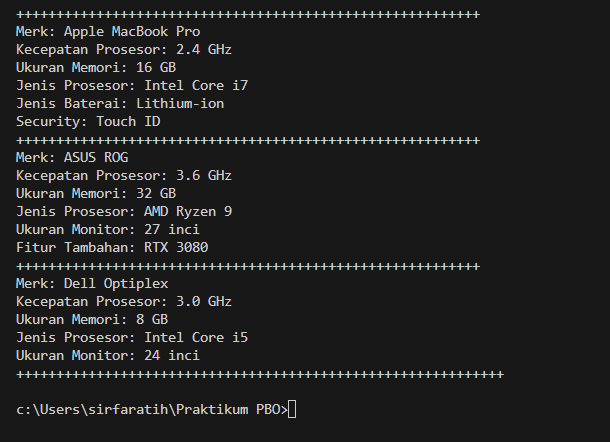 ++++++++++++++++++++++++++++++++++++++++++++++++++++++++++
Merk: Apple MacBook Pro
Kecepatan Prosesor: 2.4 GHz
Ukuran Memori: 16 GB
Jenis Prosesor: Intel Core i7
Jenis Baterai: Lithium-ion
Security: Touch ID
++++++++++++++++++++++++++++++++++++++++++++++++++++++++++
Merk: ASUS ROG
Kecepatan Prosesor: 3.6 GHz
Ukuran Memori: 32 GB
Jenis Prosesor: AMD Ryzen 9
Ukuran Monitor: 27 inci
Fitur Tambahan: RTX 3080
++++++++++++++++++++++++++++++++++++++++++++++++++++++++++
Merk: Dell Optiplex
Kecepatan Prosesor: 3.0 GHz
Ukuran Memori: 8 GB
Jenis Prosesor: Intel Core i5
Ukuran Monitor: 24 inci
+++++++++++++++++++++++++++++++++++++++++++++++++++++++++++++
c:\Users\sirfaratih\Praktikum PBO>